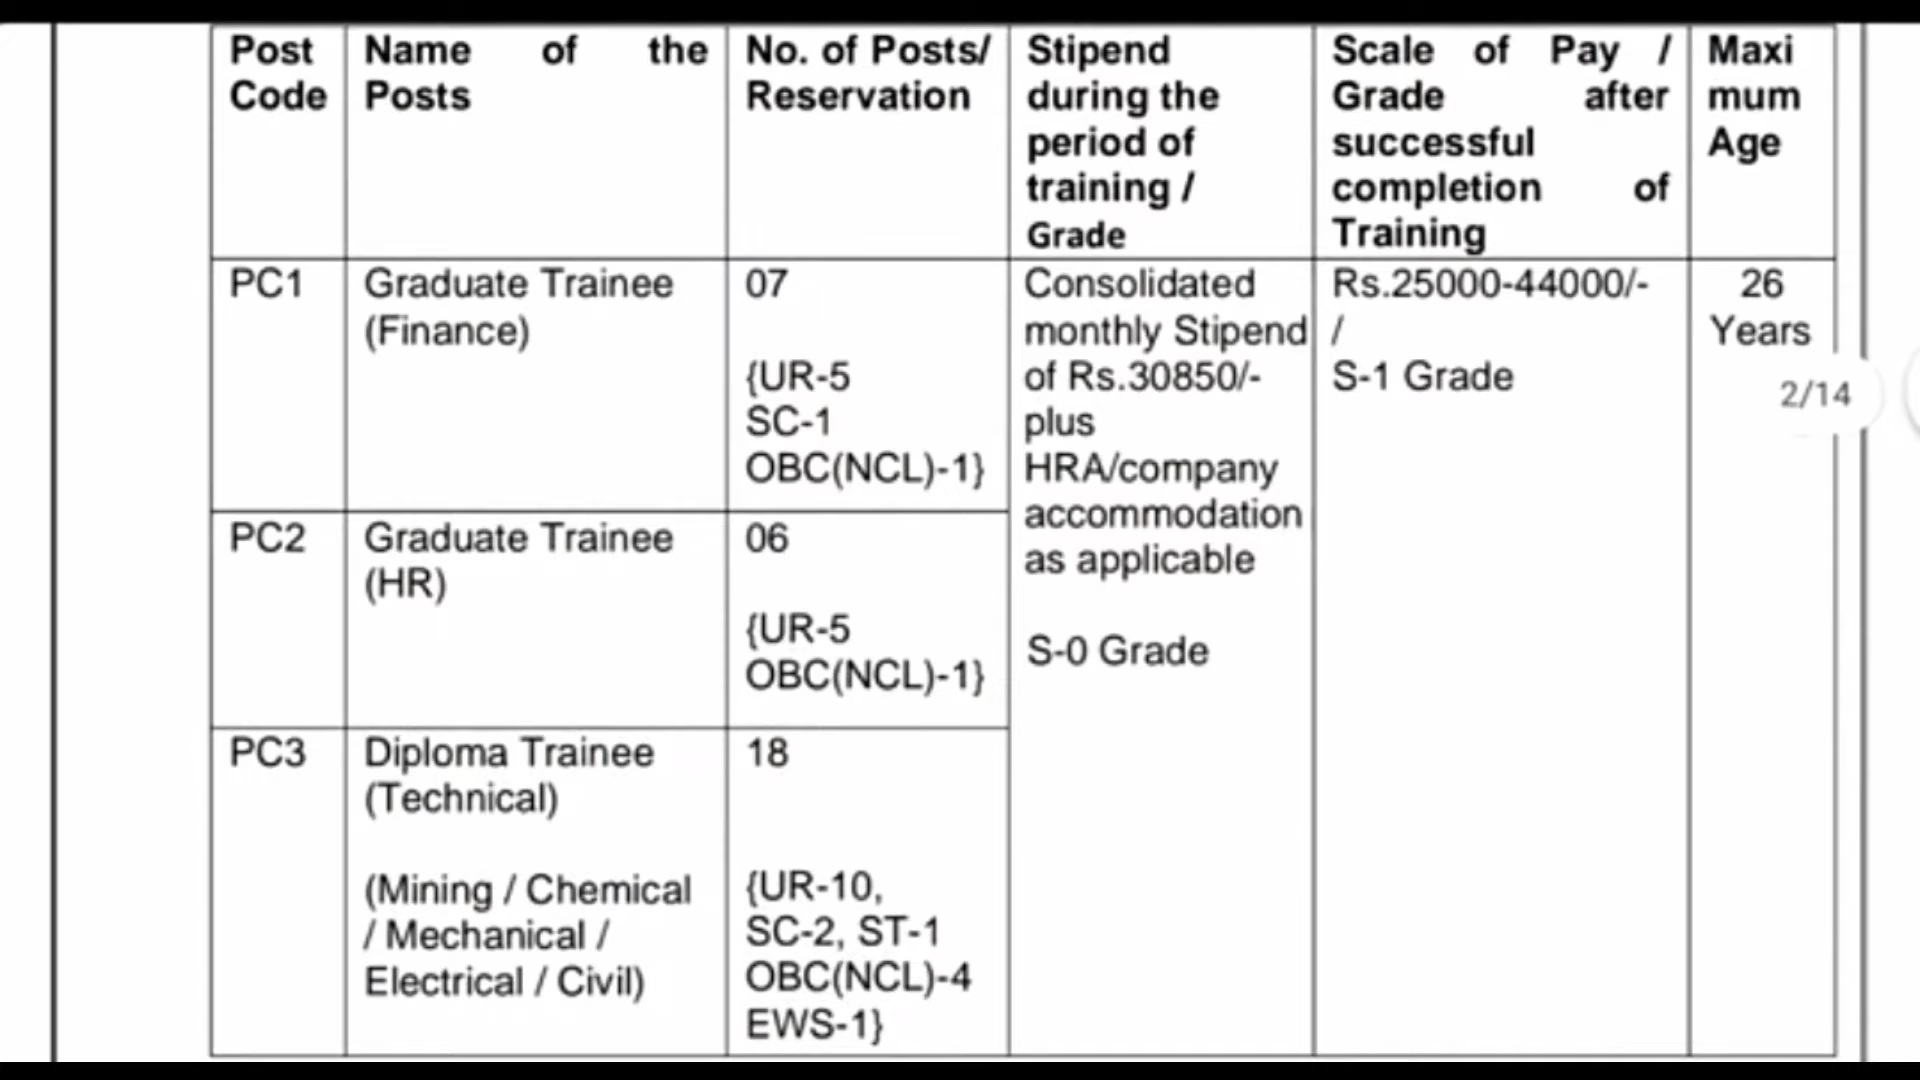 Post Code
Name of the Posts
No. of Posts/ Reservation
Stipend during the period of training / Grade
Scale of Pay / Grade after successful completion of Training
Maxi mum Age
PC1
Graduate Trainee
(Finance)
07
{UR-5
SC-1
OBC(NCL)-1}
Consolidated
monthly Stipend
of Rs.30850/-
plus
HRA/company
accommodation
as applicable
S-0 Grade
Rs.25000-44000/-
/
S-1 Grade
26
Years
2/14
PC2
Graduate Trainee
(HR)
06
{UR-5
OBC(NCL)-1}
PC3
Diploma Trainee
(Technical)
(Mining / Chemical
/ Mechanical /
Electrical / Civil)
18
{UR-10,
SC-2, ST-1
OBC(NCL)-4
EWS-1}